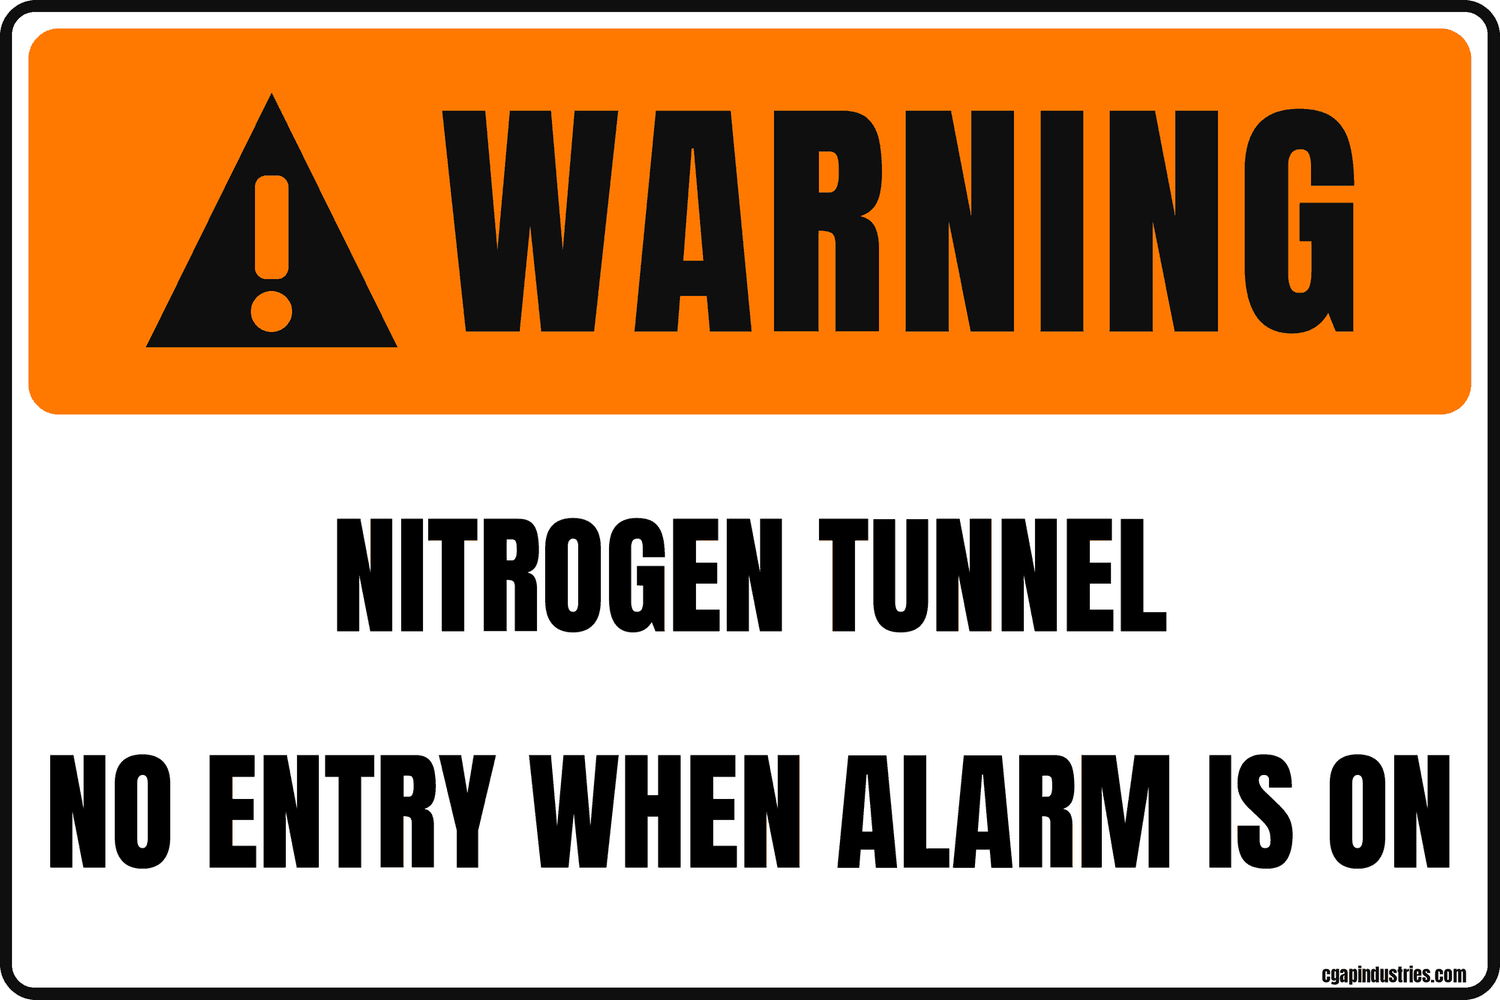 WARNING
NITROGEN TUNNEL
NO ENTRY WHEN ALARM IS ON
cgapindustries.com